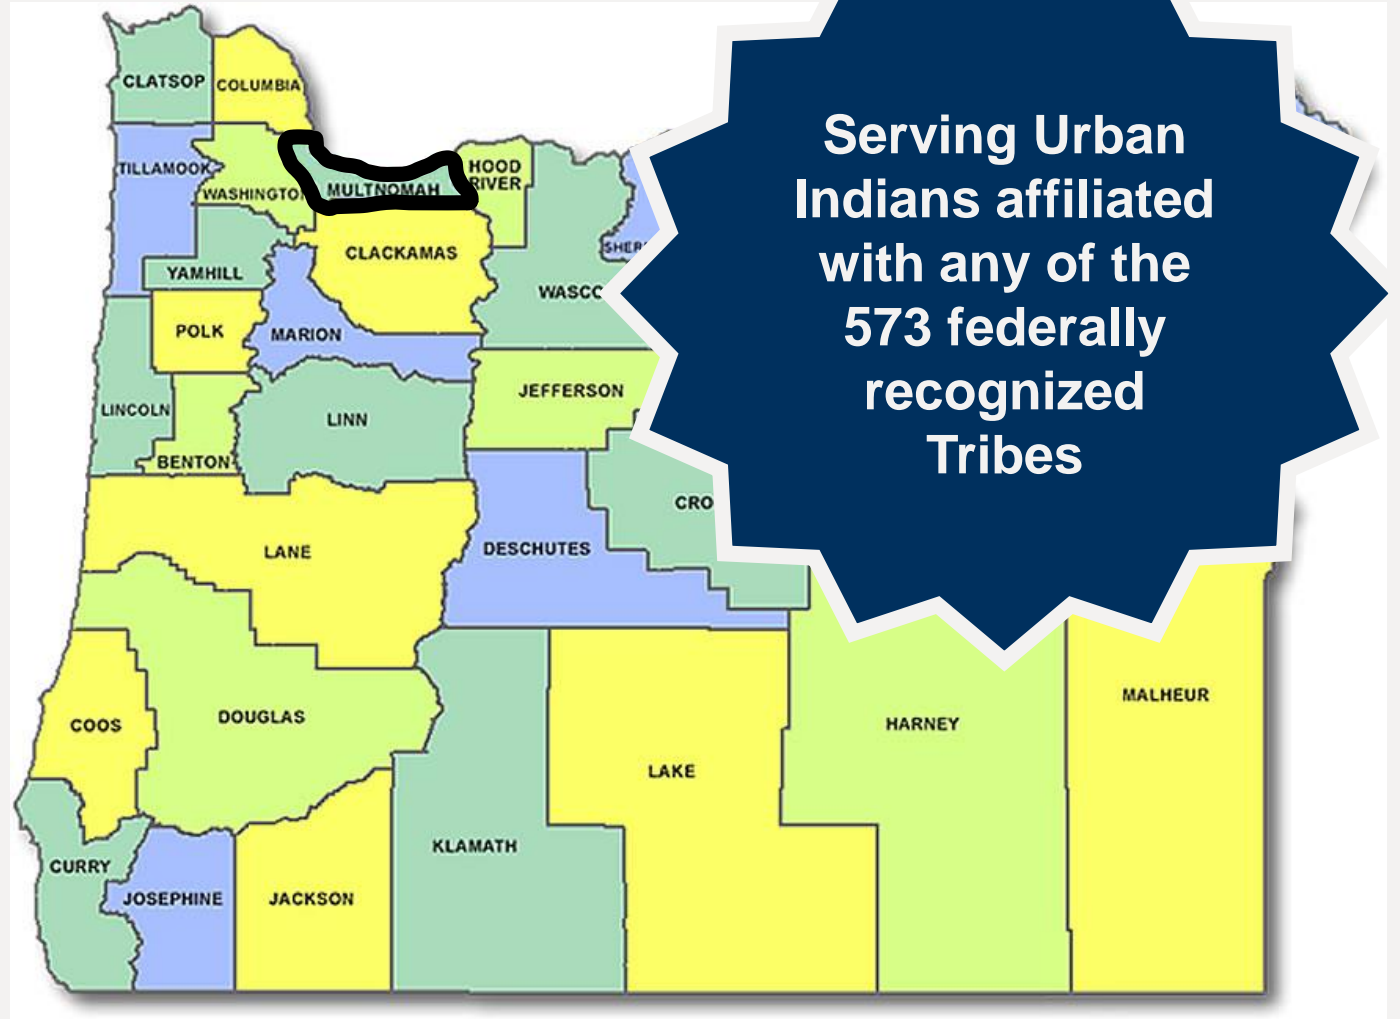 CLATSOP
COLUMBIA
TILLAMOOK
WASHINGTON
MULTNOMAH
HOOD
RIVER
CLACKAMAS
YAMHILL
POLK
MARION
WASCO
LINCOLN
BENTON
LINN
JEFFERSON
LANE
DESCHUTES
COOS
DOUGLAS
CURRY
JOSEPHINE
JACKSON
KLAMATH
LAKE
HARNEY
MALHEUR
Serving Urban
Indians affiliated
with any of the
573 federally
recognized
Tribes